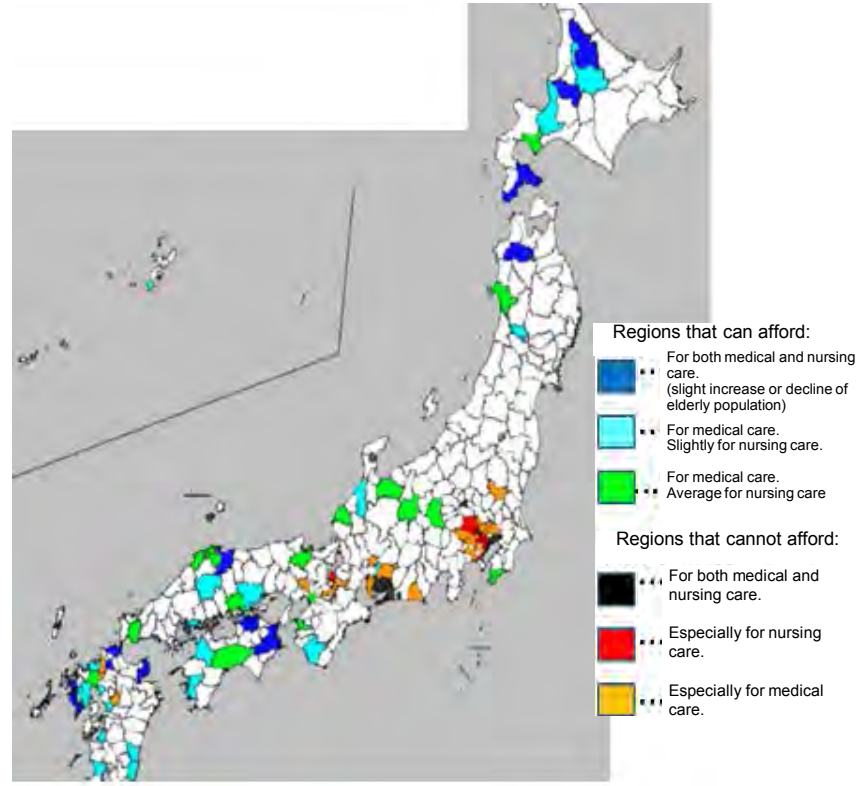 Regions that can afford:
For both medical and nursing
care.
(slight increase or decline of
elderly population)
For medical care.
Slightly for nursing care.
For medical care.
Average for nursing care
Regions that cannot afford:
For both medical and
nursing care.
Especially for nursing
care.
Especially for medical
care.